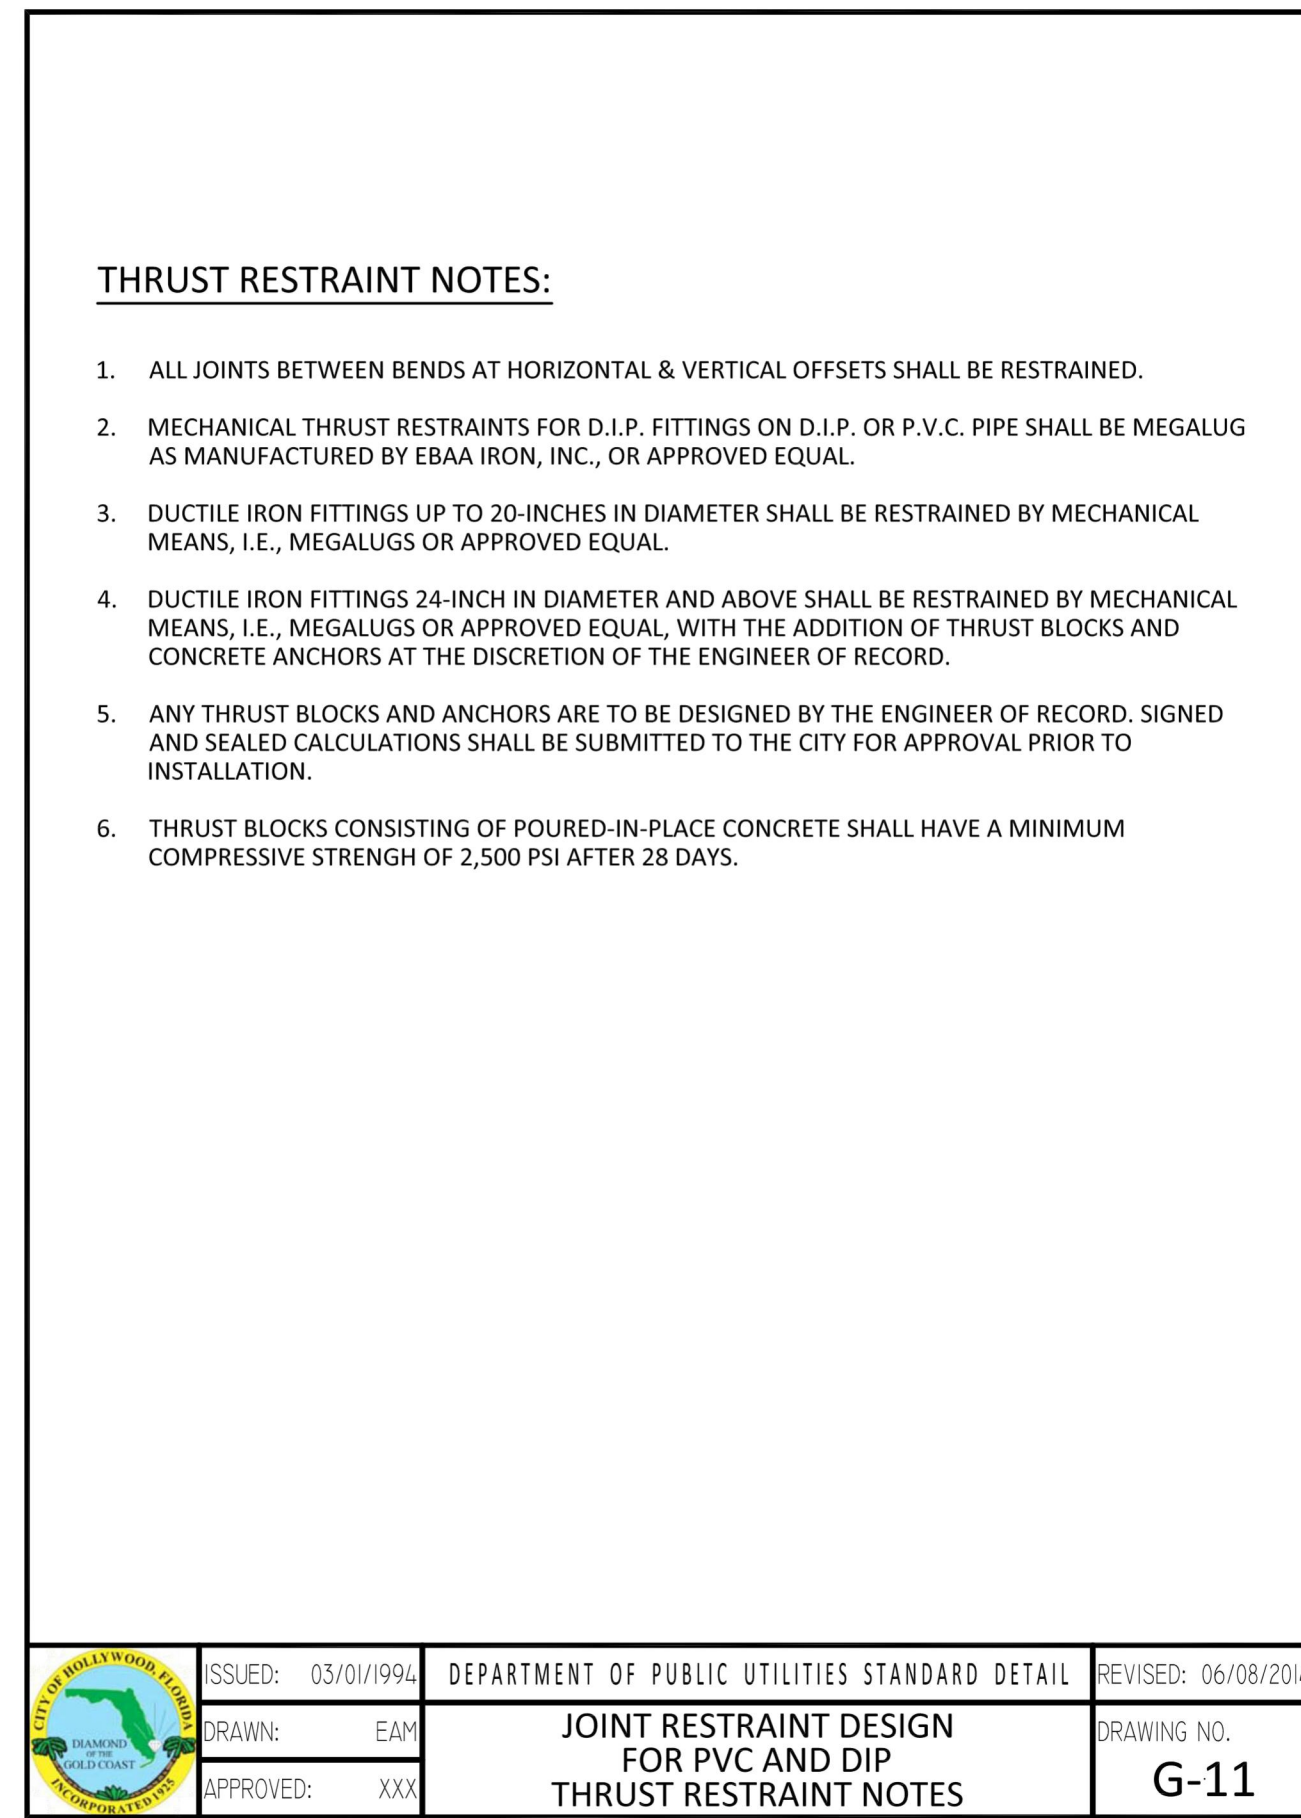 THRUST RESTRAINT NOTES:
1. ALL JOINTS BETWEEN BENDS AT HORIZONTAL & VERTICAL OFFSETS SHALL BE RESTRAINED.
2. MECHANICAL THRUST RESTRAINTS FOR D.I.P. FITTINGS ON D.I.P. OR P.V.C. PIPE SHALL BE MEGALUG
AS MANUFACTURED BY EBAA IRON, INC., OR APPROVED EQUAL.
3. DUCTILE IRON FITTINGS UP TO 20-INCHES IN DIAMETER SHALL BE RESTRAINED BY MECHANICAL
MEANS, I.E., MEGALUGS OR APPROVED EQUAL.
4. DUCTILE IRON FITTINGS 24-INCH IN DIAMETER AND ABOVE SHALL BE RESTRAINED BY MECHANICAL
MEANS, I.E., MEGALUGS OR APPROVED EQUAL, WITH THE ADDITION OF THRUST BLOCKS AND
CONCRETE ANCHORS AT THE DISCRETION OF THE ENGINEER OF RECORD.
5. ANY THRUST BLOCKS AND ANCHORS ARE TO BE DESIGNED BY THE ENGINEER OF RECORD. SIGNED
AND SEALED CALCULATIONS SHALL BE SUBMITTED TO THE CITY FOR APPROVAL PRIOR TO
INSTALLATION.
6. THRUST BLOCKS CONSISTING OF POURED-IN-PLACE CONCRETE SHALL HAVE A MINIMUM
COMPRESSIVE STRENGH OF 2,500 PSI AFTER 28 DAYS.
CITY OF HOLLYWOOD, FLORIDA
DIAMOND
OF THE
GOLD COAST
INCORPORATED 1925
ISSUED: 03/01/1994
DRAWN: EAM
APPROVED: XXX
DEPARTMENT OF PUBLIC UTILITIES STANDARD DETAIL
JOINT RESTRAINT DESIGN
FOR PVC AND DIP
THRUST RESTRAINT NOTES
REVISED: 06/08/201
DRAWING NO.
G-11